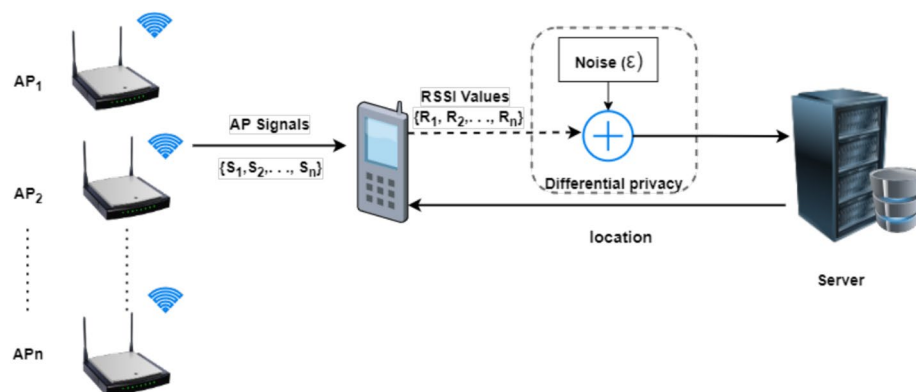 AP₁
AP₂
APn
AP Signals
{S₁,S₂,. . ., Sₙ}
RSSI Values
{R₁, R₂,. . ., Rₙ}
Noise (ε)
Differential privacy
location
Server